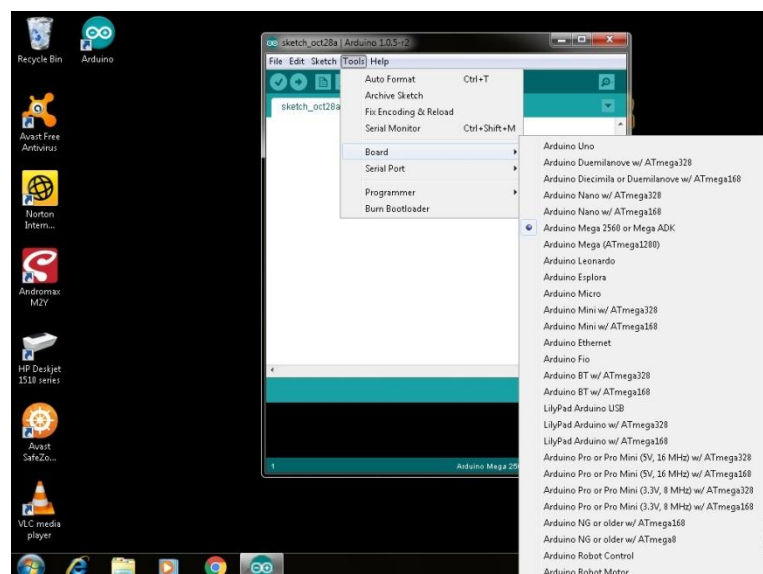 Recycle Bin
Arduino
Avast Free
Antivirus
Norton
Intern...
Andromax
M2Y
HP Deskjet
1510 series
Avast
SafeZo...
VLC media
player
sketch_oct28a | Arduino 1.0.5-r2
File Edit Sketch Tools Help
sketch_oct28a
Auto Format Ctrl+T
Archive Sketch
Fix Encoding & Reload
Serial Monitor Ctrl+Shift+M
Board
Serial Port
Programmer
Burn Bootloader
Arduino Uno
Arduino Duemilanove w/ ATmega328
Arduino Diecimila or Duemilanove w/ ATmega168
Arduino Nano w/ ATmega328
Arduino Nano w/ ATmega168
Arduino Mega 2560 or Mega ADK
Arduino Mega (ATmega1280)
Arduino Leonardo
Arduino Esplora
Arduino Micro
Arduino Mini w/ ATmega328
Arduino Mini w/ ATmega168
Arduino Ethernet
Arduino Fio
Arduino BT w/ ATmega328
Arduino BT w/ ATmega168
LilyPad Arduino USB
LilyPad Arduino w/ ATmega328
LilyPad Arduino w/ ATmega168
Arduino Pro or Pro Mini (5V, 16 MHz) w/ ATmega328
Arduino Pro or Pro Mini (5V, 16 MHz) w/ ATmega168
Arduino Pro or Pro Mini (3.3V, 8 MHz) w/ ATmega328
Arduino Pro or Pro Mini (3.3V, 8 MHz) w/ ATmega168
Arduino NG or older w/ ATmega168
Arduino NG or older w/ ATmega8
Arduino Robot Control
Arduino Robot Motor
1 Arduino Mega 25